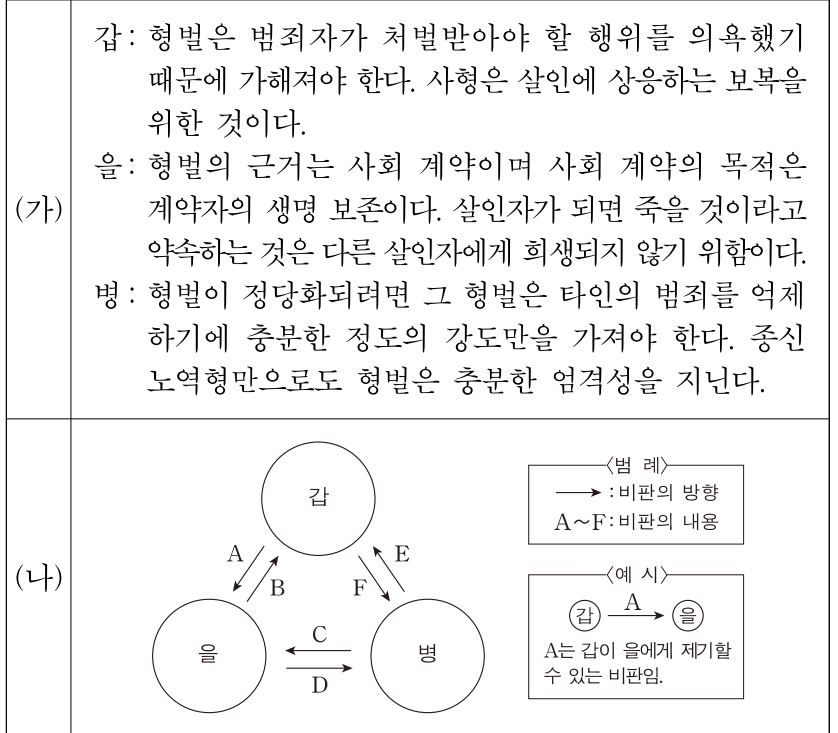 (가)
갑: 형벌은 범죄자가 처벌받아야 할 행위를 의욕했기
때문에 가해져야 한다. 사형은 살인에 상응하는 보복을
위한 것이다.
을: 형벌의 근거는 사회 계약이며 사회 계약의 목적은
계약자의 생명 보존이다. 살인자가 되면 죽을 것이라고
약속하는 것은 다른 살인자에게 희생되지 않기 위함이다.
병: 형벌이 정당화되려면 그 형벌은 타인의 범죄를 억제
하기에 충분한 정도의 강도만을 가져야 한다. 종신
노역형만으로도 형벌은 충분한 엄격성을 지닌다.
(나)
갑
A
B
E
F
을
C
D
병
<범 례>
: 비판의 방향
A~F: 비판의 내용
<예 시>
갑 A 을
A는 갑이 을에게 제기할
수 있는 비판임.